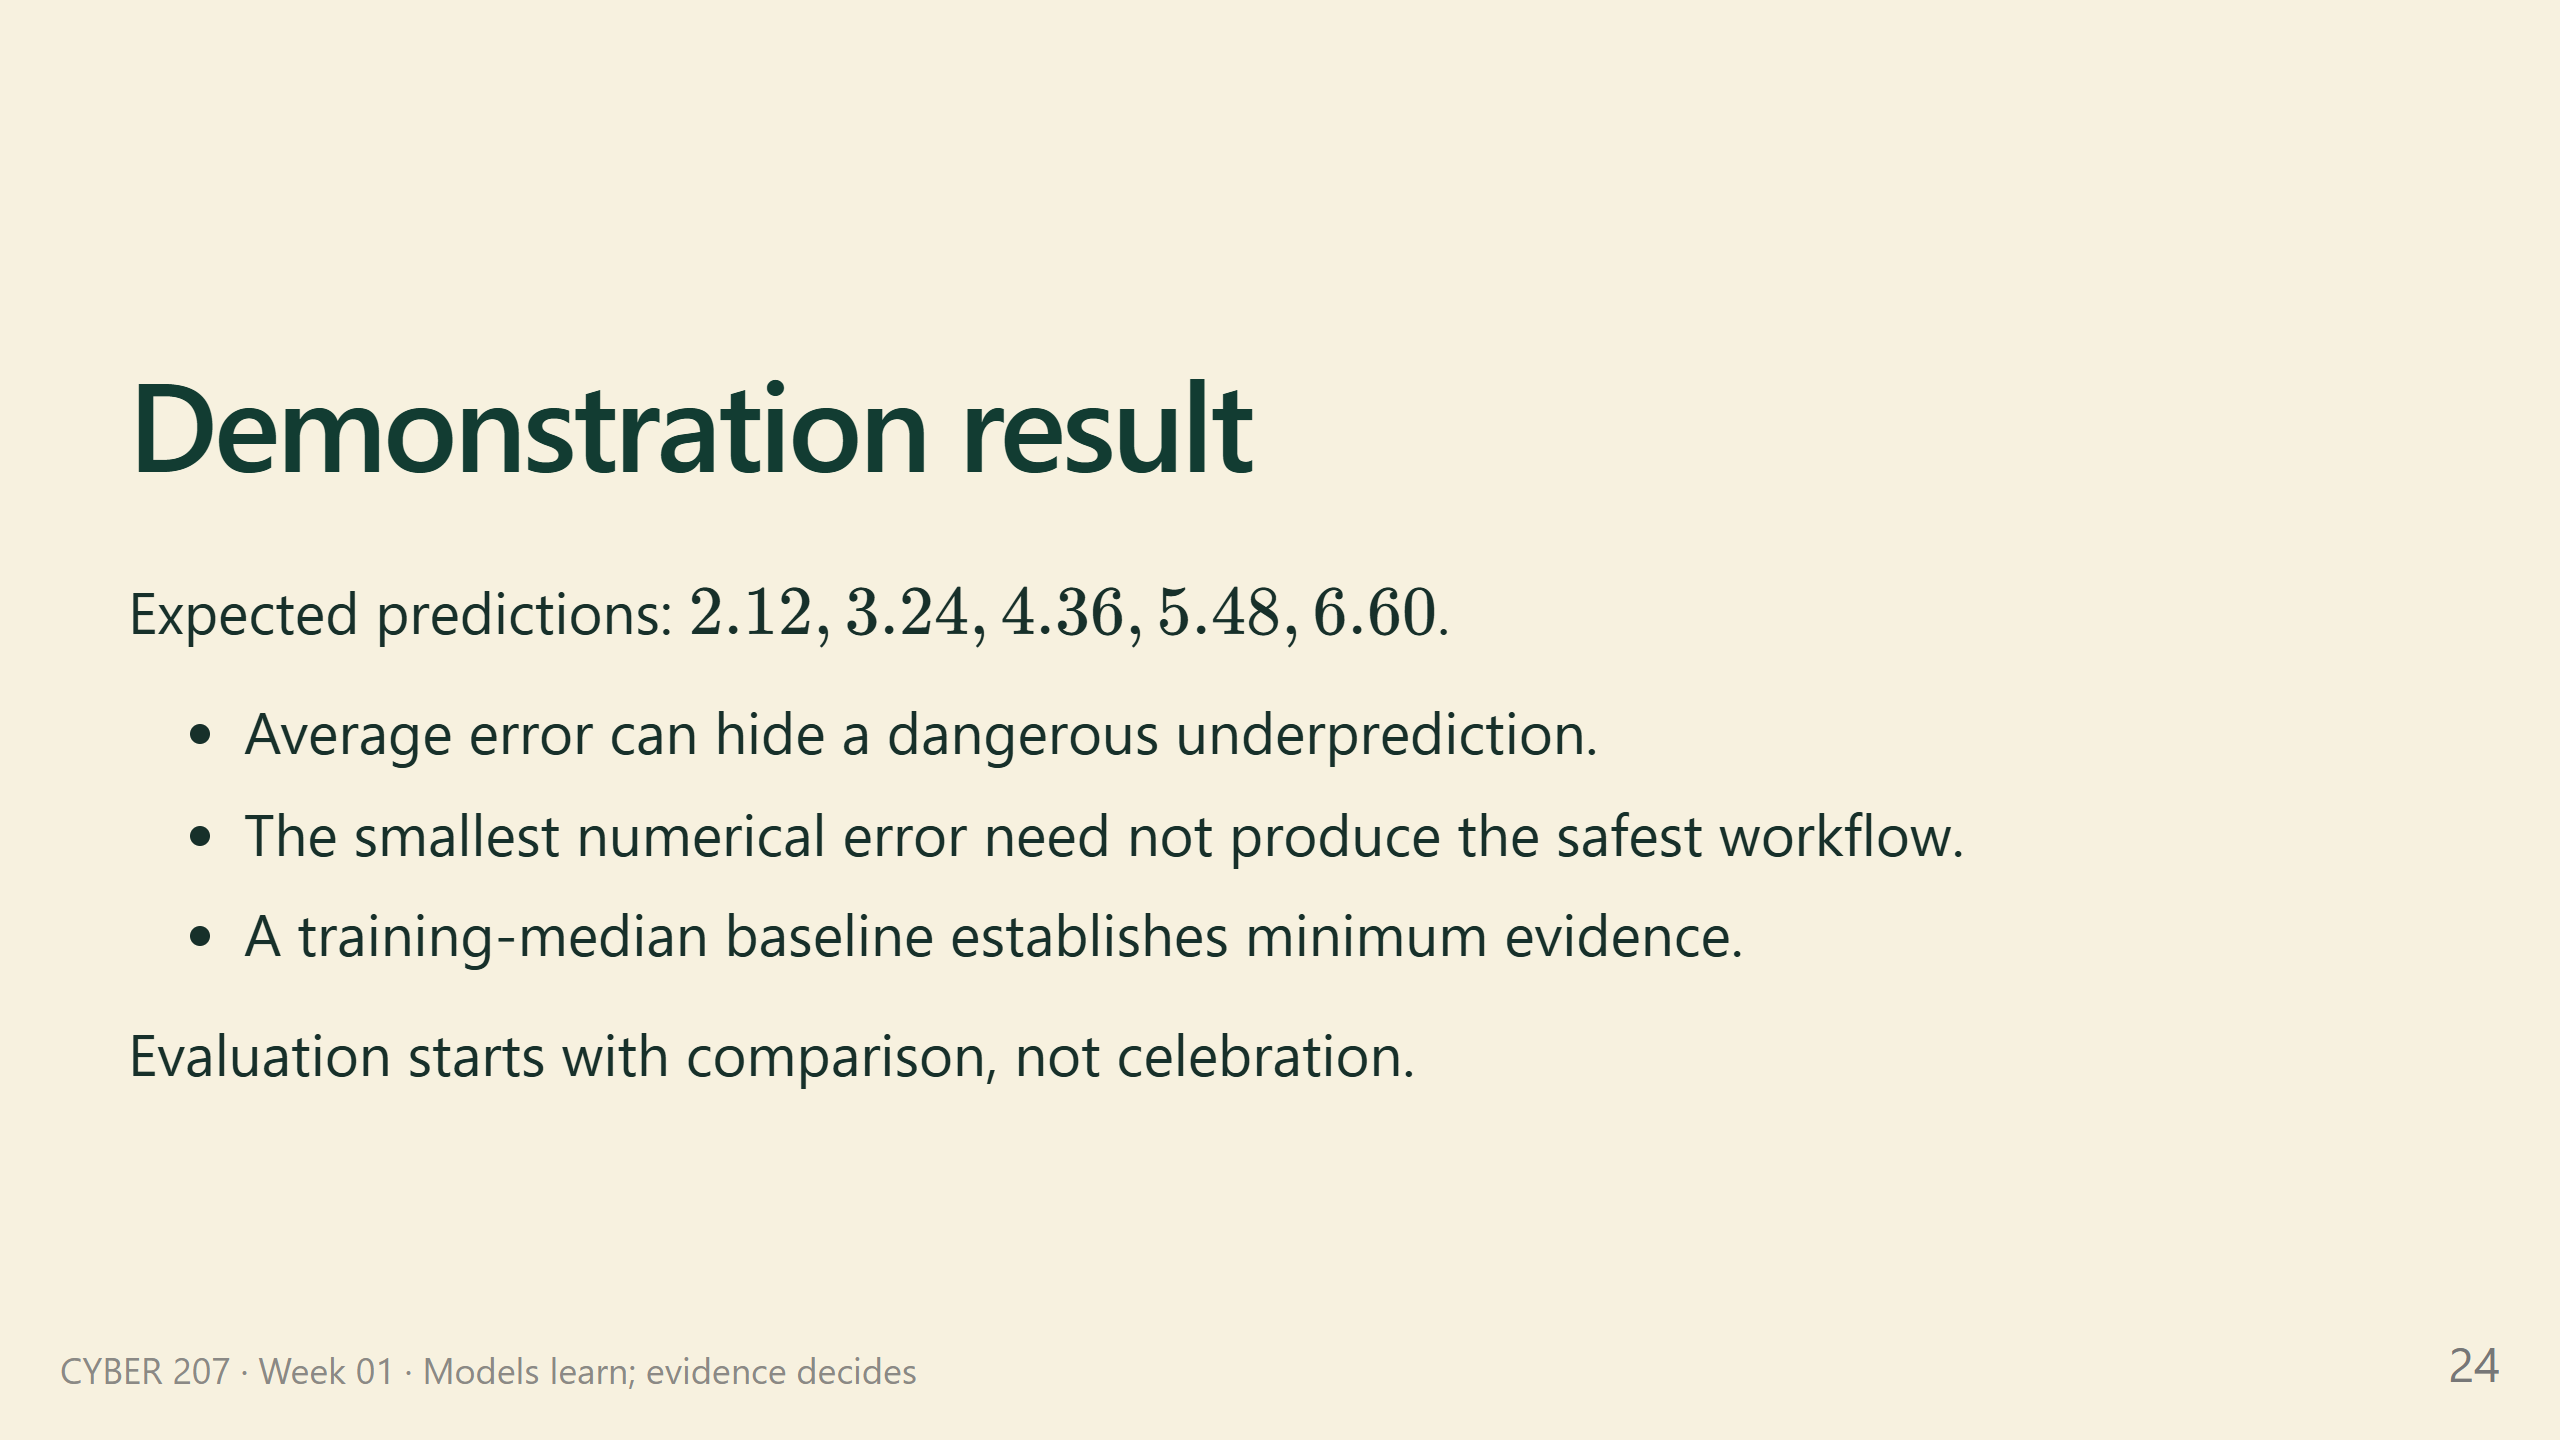 Demonstration result
Expected predictions: 2.12, 3.24, 4.36, 5.48, 6.60.
• Average error can hide a dangerous underprediction.
• The smallest numerical error need not produce the safest workflow.
• A training-median baseline establishes minimum evidence.
Evaluation starts with comparison, not celebration.
CYBER 207 · Week 01 · Models learn; evidence decides
24